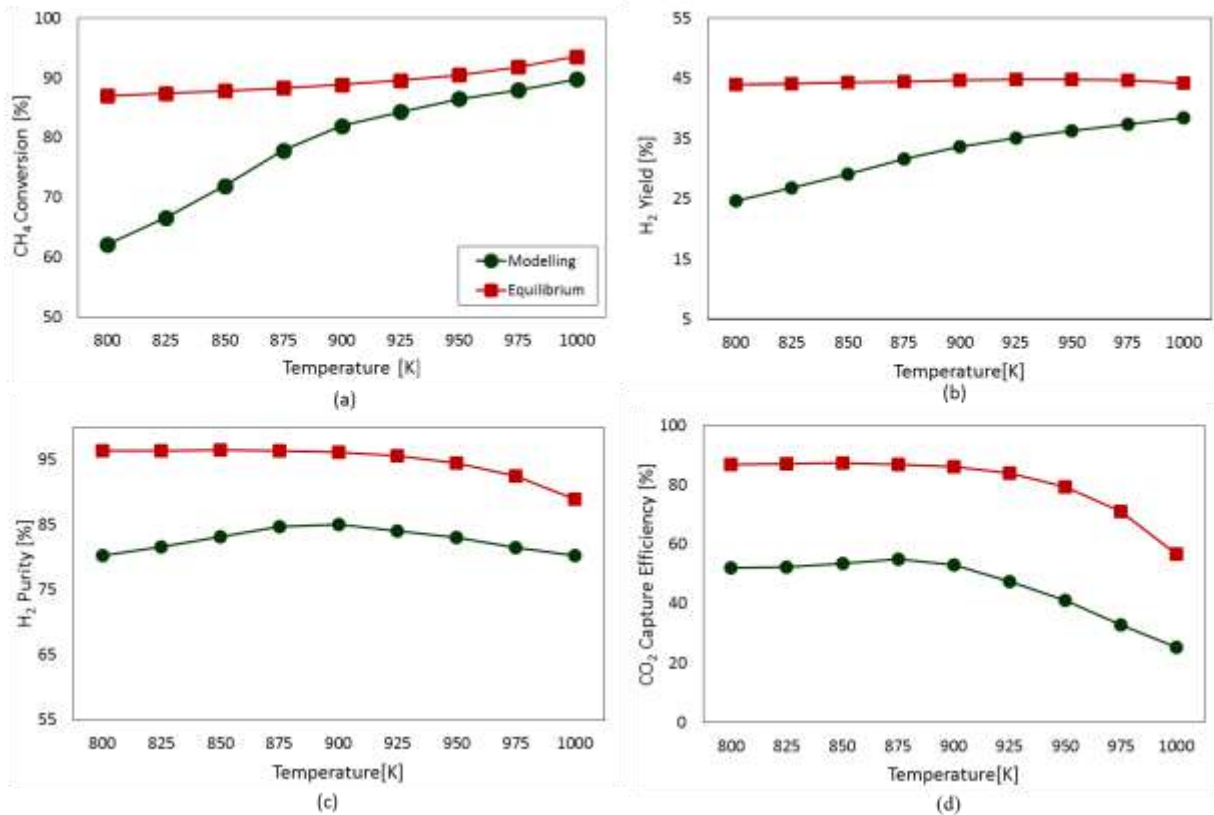 CH₄ Conversion [%]
100
90
80
70
60
50
Modelling
Equilibrium
800 825 850 875 900 925 950 975 1000
Temperature [K]
(a)
H₂ Yield [%]
55
45
35
25
15
5
800 825 850 875 900 925 950 975 1000
Temperature[K]
(b)
H₂ Purity [%]
95
85
75
65
55
800 825 850 875 900 925 950 975 1000
Temperature[K]
(c)
CO₂ Capture Efficiency [%]
100
80
60
40
20
0
800 825 850 875 900 925 950 975 1000
Temperature[K]
(d)